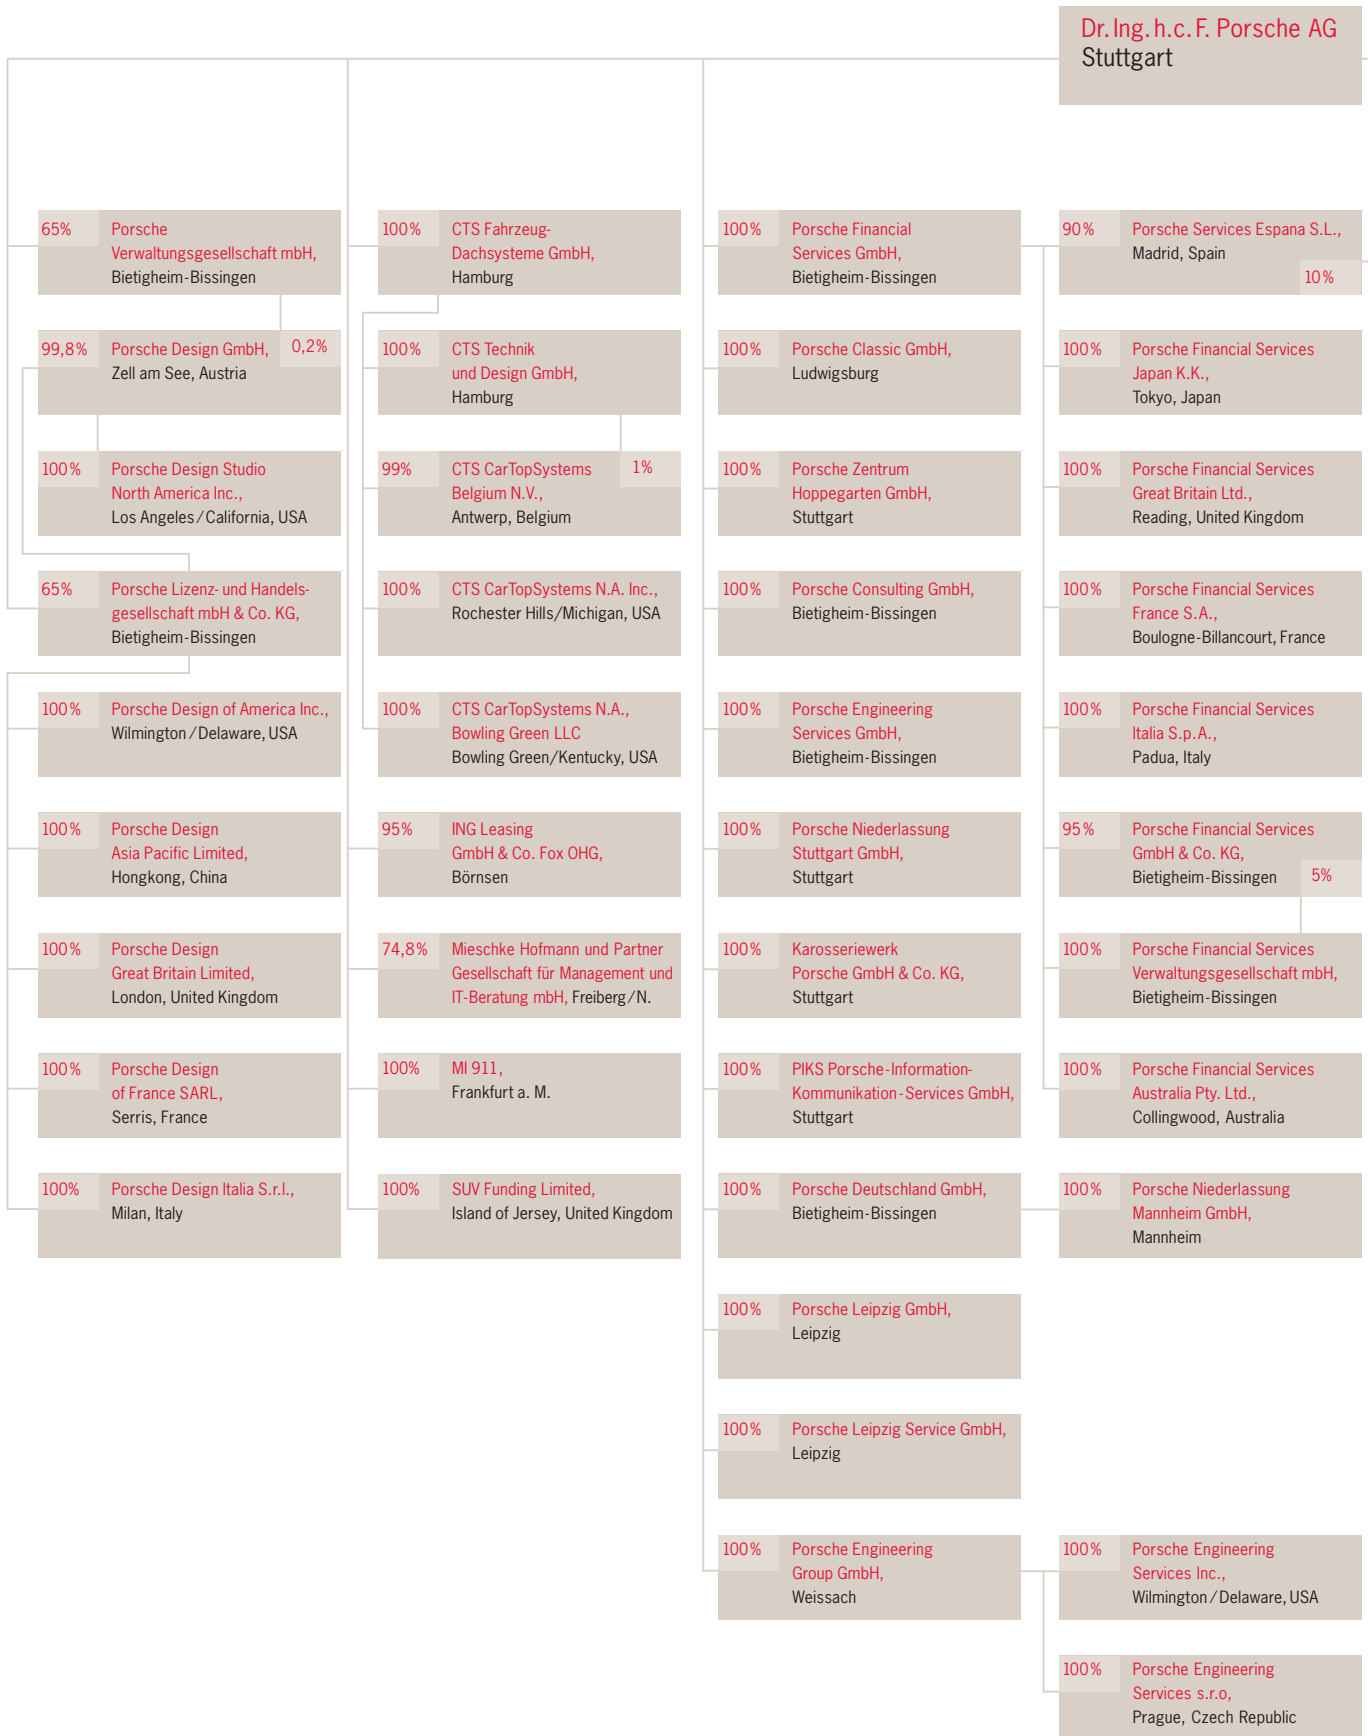 Dr. Ing. h.c. F. Porsche AG
Stuttgart
65%
Porsche
Verwaltungsgesellschaft mbH,
Bietigheim-Bissingen
99,8%
Porsche Design GmbH,
0,2%
Zell am See, Austria
100%
Porsche Design Studio
North America Inc.,
Los Angeles/California, USA
65%
Porsche Lizenz- und Handels-
gesellschaft mbH & Co. KG,
Bietigheim-Bissingen
100%
Porsche Design of America Inc.,
Wilmington/Delaware, USA
100%
Porsche Design
Asia Pacific Limited,
Hongkong, China
100%
Porsche Design
Great Britain Limited,
London, United Kingdom
100%
Porsche Design
of France SARL,
Serris, France
100%
Porsche Design Italia S.r.l.,
Milan, Italy
100%
CTS Fahrzeug-
Dachsysteme GmbH,
Hamburg
100%
CTS Technik
und Design GmbH,
Hamburg
99%
CTS CarTopSystems
1%
Belgium N.V.,
Antwerp, Belgium
100%
CTS CarTopSystems N.A. Inc.,
Rochester Hills/Michigan, USA
100%
CTS CarTopSystems N.A.,
Bowling Green LLC
Bowling Green/Kentucky, USA
95%
ING Leasing
GmbH & Co. Fox OHG,
Börnsen
74,8%
Mieschke Hofmann und Partner
Gesellschaft für Management und
IT-Beratung mbH, Freiberg/N.
100%
MI 911,
Frankfurt a. M.
100%
SUV Funding Limited,
Island of Jersey, United Kingdom
100%
Porsche Financial
Services GmbH,
Bietigheim-Bissingen
100%
Porsche Classic GmbH,
Ludwigsburg
100%
Porsche Zentrum
Hoppegarten GmbH,
Stuttgart
100%
Porsche Consulting GmbH,
Bietigheim-Bissingen
100%
Porsche Engineering
Services GmbH,
Bietigheim-Bissingen
100%
Porsche Niederlassung
Stuttgart GmbH,
Stuttgart
100%
Karosseriewerk
Porsche GmbH & Co. KG,
Stuttgart
100%
PIKS Porsche-Information-
Kommunikation-Services GmbH,
Stuttgart
100%
Porsche Deutschland GmbH,
Bietigheim-Bissingen
100%
Porsche Leipzig GmbH,
Leipzig
100%
Porsche Leipzig Service GmbH,
Leipzig
100%
Porsche Engineering
Group GmbH,
Weissach
90%
Porsche Services Espana S.L.,
Madrid, Spain
10%
100%
Porsche Financial Services
Japan K.K.,
Tokyo, Japan
100%
Porsche Financial Services
Great Britain Ltd.,
Reading, United Kingdom
100%
Porsche Financial Services
France S.A.,
Boulogne-Billancourt, France
100%
Porsche Financial Services
Italia S.p.A.,
Padua, Italy
95%
Porsche Financial Services
GmbH & Co. KG,
Bietigheim-Bissingen
5%
100%
Porsche Financial Services
Verwaltungsgesellschaft mbH,
Bietigheim-Bissingen
100%
Porsche Financial Services
Australia Pty. Ltd.,
Collingwood, Australia
100%
Porsche Niederlassung
Mannheim GmbH,
Mannheim
100%
Porsche Engineering
Services Inc.,
Wilmington/Delaware, USA
100%
Porsche Engineering
Services s.r.o,
Prague, Czech Republic